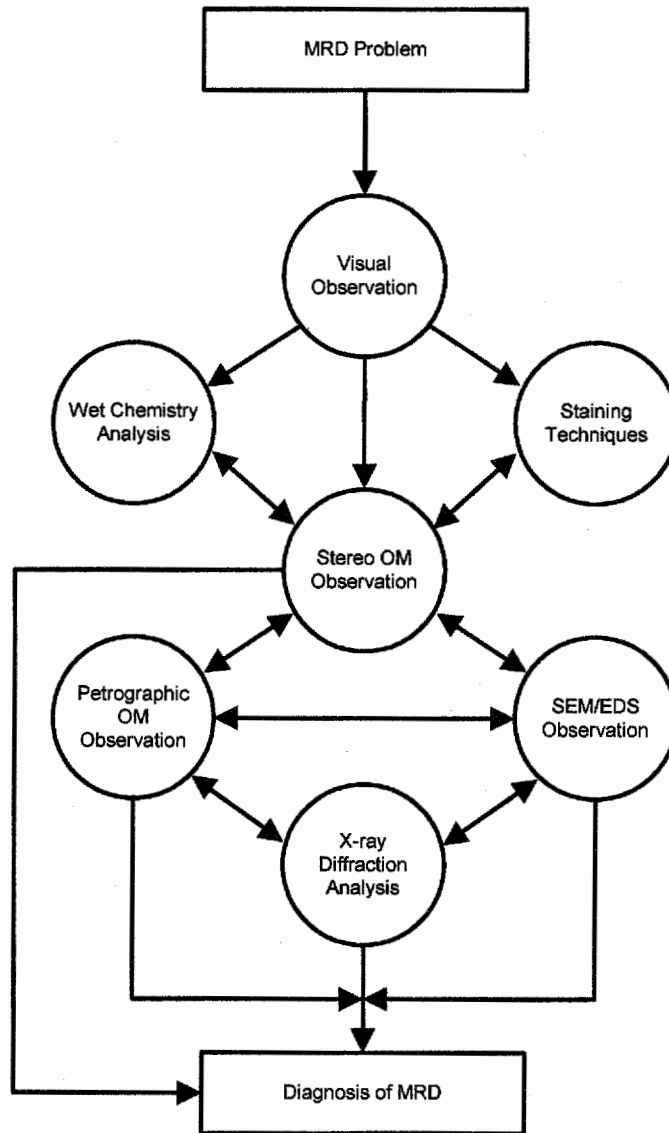 MRD Problem
Visual
Observation
Wet Chemistry
Analysis
Staining
Techniques
Stereo OM
Observation
Petrographic
OM
Observation
SEM/EDS
Observation
X-ray
Diffraction
Analysis
Diagnosis of MRD